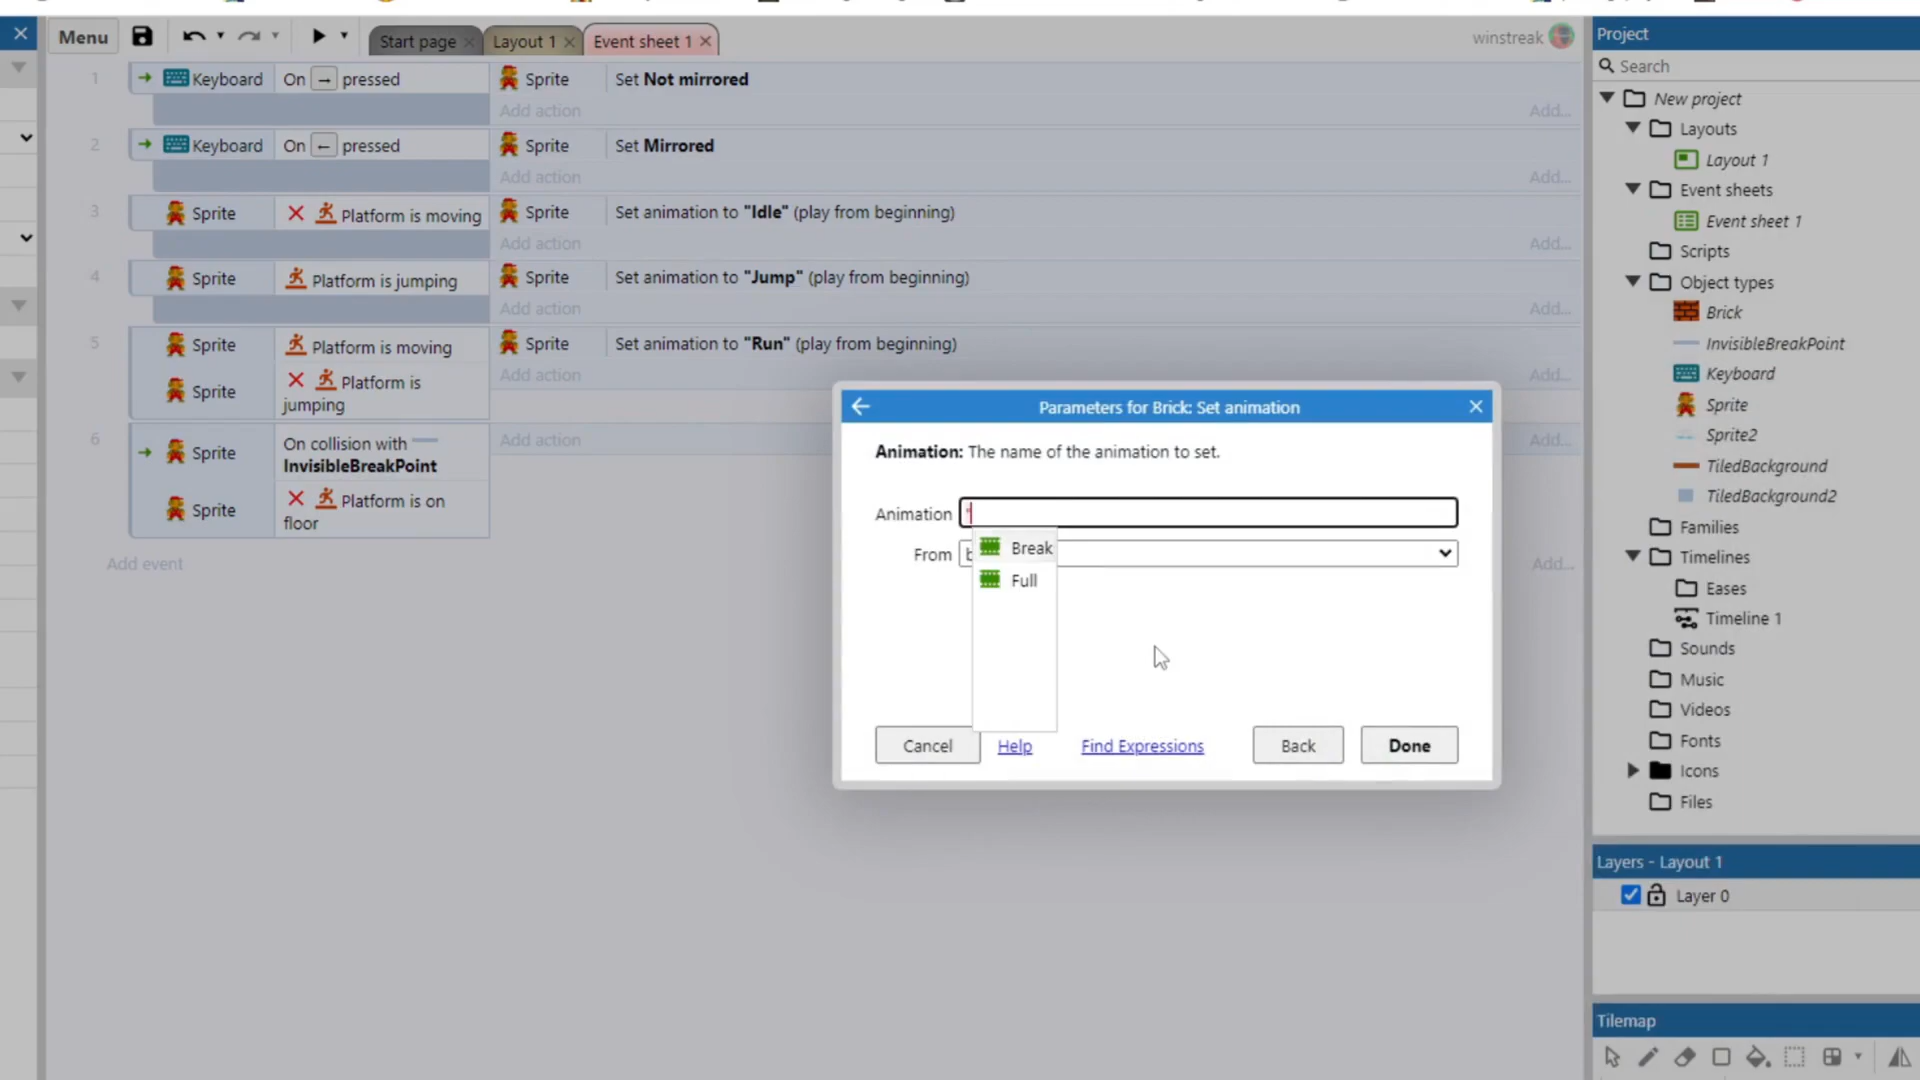 Menu
Start page
Layout 1
Event sheet 1
winstreak
1
Keyboard
On → pressed
Sprite
Set Not mirrored
Add action
Add...
2
Keyboard
On ← pressed
Sprite
Set Mirrored
Add action
Add...
3
Sprite
Platform is moving
Sprite
Set animation to "Idle" (play from beginning)
Add action
Add...
4
Sprite
Platform is jumping
Sprite
Set animation to "Jump" (play from beginning)
Add action
Add...
5
Sprite
Platform is moving
Sprite
Set animation to "Run" (play from beginning)
Add action
Add...
Sprite
Platform is
jumping
6
Sprite
On collision with
InvisibleBreakPoint
Add action
Add...
Sprite
Platform is on
floor
Add event
Add...
Parameters for Brick: Set animation
Animation: The name of the animation to set.
Animation "
Break
From
Full
Cancel
Help
Find Expressions
Back
Done
Project
Search
New project
Layouts
Layout 1
Event sheets
Event sheet 1
Scripts
Object types
Brick
InvisibleBreakPoint
Keyboard
Sprite
Sprite2
TiledBackground
TiledBackground2
Families
Timelines
Eases
Timeline 1
Sounds
Music
Videos
Fonts
Icons
Files
Layers - Layout 1
Layer 0
Tilemap